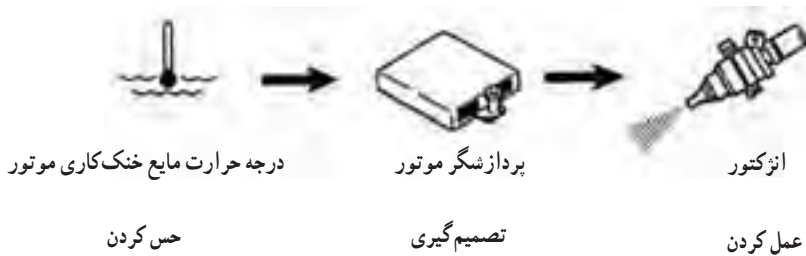 انژکتور
پردازشگر موتور
درجه حرارت مایع خنک‌کاری موتور
عمل کردن
تصمیم‌گیری
حس کردن